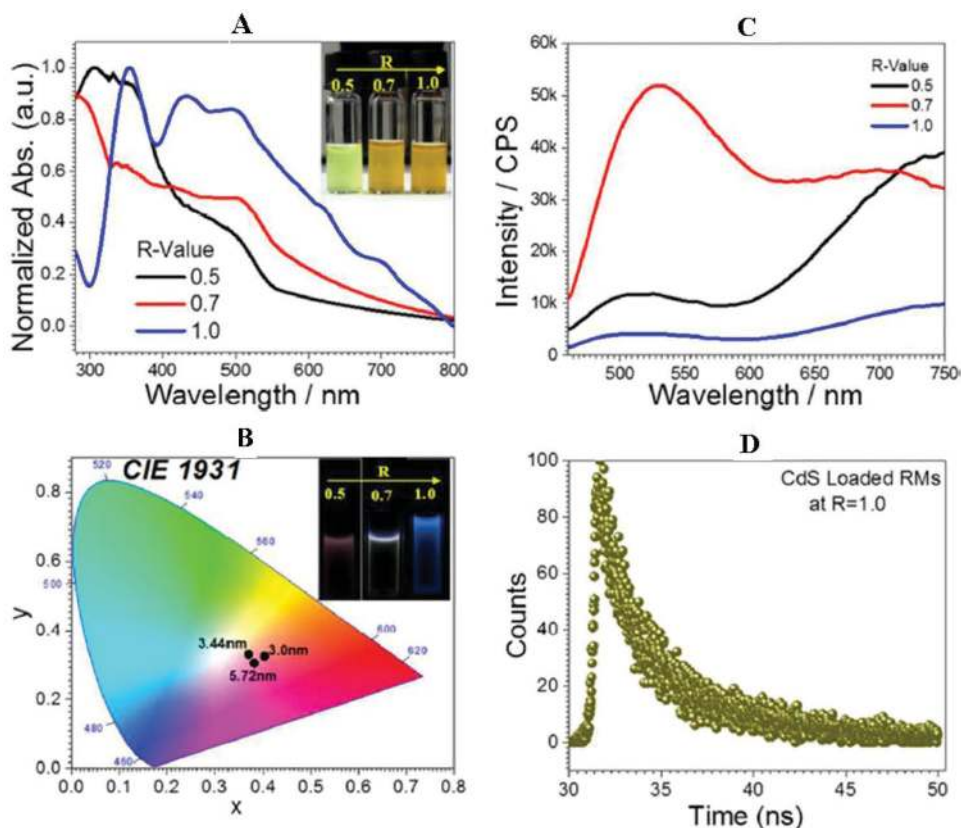 A
Normalized Abs. (a.u.)
1.0
0.8
0.6
0.4
0.2
0.0
R
0.5 0.7 1.0
R-Value
0.5
0.7
1.0
300 400 500 600 700 800
Wavelength / nm
C
Intensity / CPS
60k
50k
40k
30k
20k
10k
0
R-Value
0.5
0.7
1.0
500 550 600 650 700 750
Wavelength / nm
B
CIE 1931
y
0.8
0.6
0.4
0.2
0.0
520
540
560
500
600
620
480
460
R
0.5 0.7 1.0
3.44nm
3.0nm
5.72nm
0.0 0.1 0.2 0.3 0.4 0.5 0.6 0.7 0.8
x
D
Counts
100
80
60
40
20
0
CdS Loaded RMs
at R=1.0
30 35 40 45 50
Time (ns)